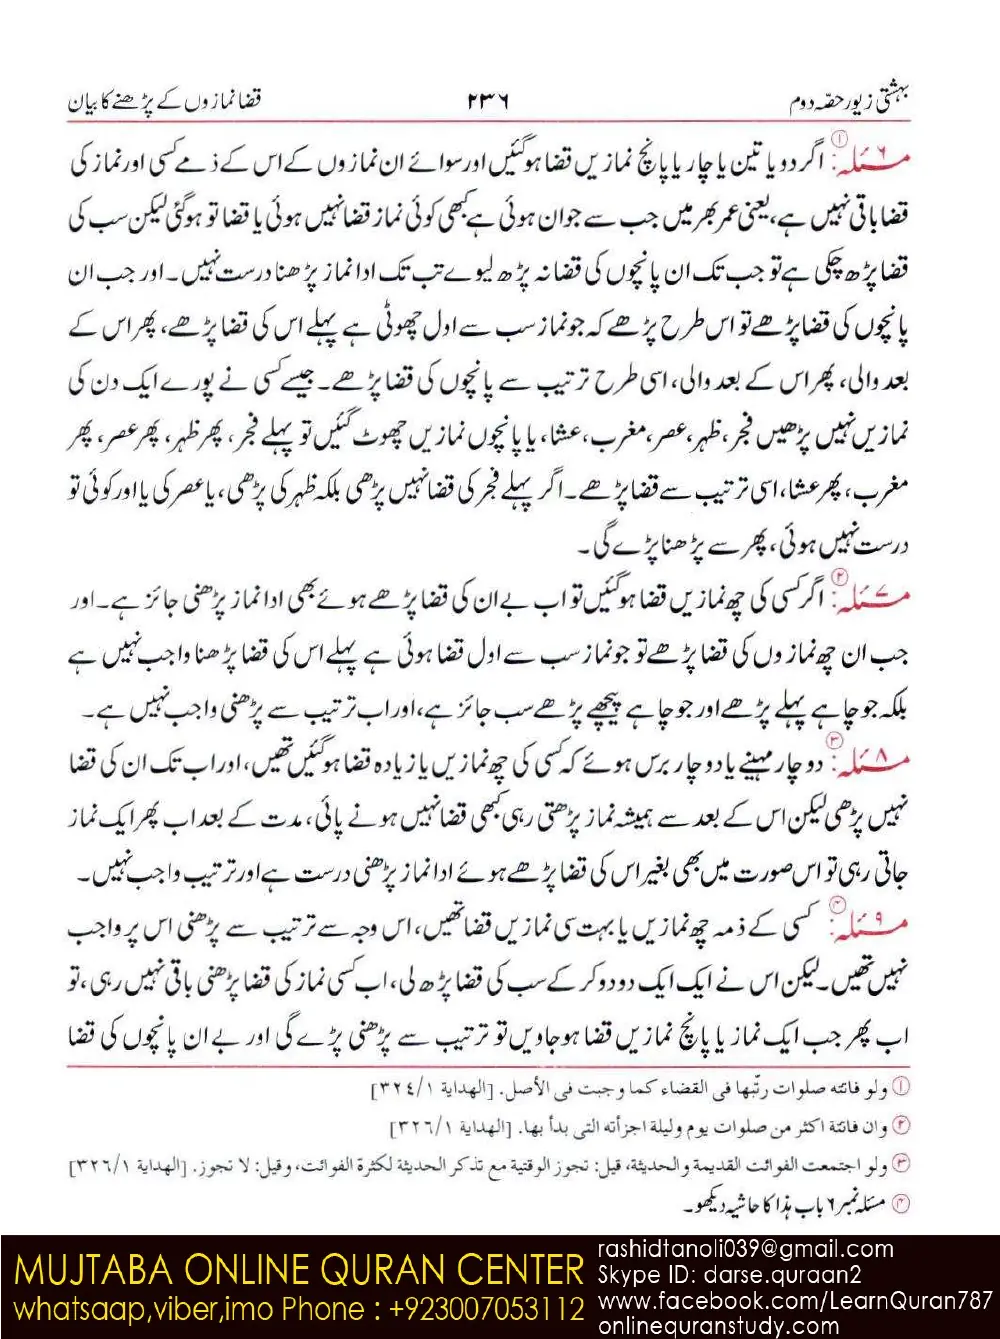 بہشتی زیور حصّہ دوم ۲۳۶ قضا نمازوں کے پڑھنے کا بیان
مسئلہ ۶: ① اگر دو یا تین یا چار یا پانچ نمازیں قضا ہو گئیں اور سوائے ان نمازوں کے اس کے ذمے کسی اور نماز کی
قضا باقی نہیں ہے، یعنی عمر بھر میں جب سے جوان ہوئی ہے کبھی کوئی نماز قضا نہیں ہوئی یا قضا تو ہوگئی لیکن سب کی
قضا پڑھ چکی ہے تو جب تک ان پانچوں کی قضا نہ پڑھ لیوے تب تک ادا نماز پڑھنا درست نہیں۔ اور جب ان
پانچوں کی قضا پڑھے تو اس طرح پڑھے کہ جو نماز سب سے اول چھوٹی ہے پہلے اس کی قضا پڑھے، پھر اس کے
بعد والی، پھر اس کے بعد والی، اسی طرح ترتیب سے پانچوں کی قضا پڑھے۔ جیسے کسی نے پورے ایک دن کی
نمازیں نہیں پڑھیں فجر، ظہر، عصر، مغرب، عشا، یا پانچوں نمازیں چھوٹ گئیں تو پہلے فجر، پھر ظہر، پھر عصر، پھر
مغرب، پھر عشا، اسی ترتیب سے قضا پڑھے۔ اگر پہلے فجر کی قضا نہیں پڑھی بلکہ ظہر کی پڑھی، یا عصر کی یا اور کوئی تو
درست نہیں ہوئی، پھر سے پڑھنا پڑے گی۔
مسئلہ ۷: ② اگر کسی کی چھ نمازیں قضا ہوگئیں تو اب بے ان کی قضا پڑھے ہوئے بھی ادا نماز پڑھنی جائز ہے۔ اور
جب ان چھ نمازوں کی قضا پڑھے تو جو نماز سب سے اول قضا ہوئی ہے پہلے اس کی قضا پڑھنا واجب نہیں ہے
بلکہ جو چاہے پہلے پڑھے اور جو چاہے پیچھے پڑھے سب جائز ہے، اور اب ترتیب سے پڑھنی واجب نہیں ہے۔
مسئلہ ۸: ③ دو چار مہینے یا دو چار برس ہوئے کہ کسی کی چھ نمازیں یا زیادہ قضا ہوگئیں تھیں، اور اب تک ان کی قضا
نہیں پڑھی لیکن اس کے بعد سے ہمیشہ نماز پڑھتی رہی کبھی قضا نہیں ہونے پائی، مدت کے بعد اب پھر ایک نماز
جاتی رہی تو اس صورت میں بھی بغیر اس کی قضا پڑھے ہوئے ادا نماز پڑھنی درست ہے اور ترتیب واجب نہیں۔
مسئلہ ۹: ④ کسی کے ذمہ چھ نمازیں یا بہت سی نمازیں قضا تھیں، اس وجہ سے ترتیب سے پڑھنی اس پر واجب
نہیں تھیں۔ لیکن اس نے ایک ایک دو دو کر کے سب کی قضا پڑھ لی، اب کسی نماز کی قضا پڑھنی باقی نہیں رہی، تو
اب پھر جب ایک نماز یا پانچ نمازیں قضا ہو جاویں تو ترتیب سے پڑھنی پڑے گی اور بے ان پانچوں کی قضا
① ولو فاتته صلوات رتّبها في القضاء كما وجبت في الأصل. [الهداية ۳۲۴/۱]
② وان فاتتة اكثر من صلوات يوم وليلة اجزأته التى بدأ بها. [الهداية ۳۲۶/۱]
③ ولو اجتمعت الفوائت القديمة والحديثة، قيل: تجوز الوقتية مع تذكر الحديثة لكثرة الفوائت، وقيل: لا تجوز. [الهداية ۳۲۶/۱]
④ مسئلہ نمبر ۶ باب ہذا کا حاشیہ دیکھو۔
MUJTABA ONLINE QURAN CENTER
whatsaap,viber,imo Phone : +923007053112
rashidtanoli039@gmail.com
Skype ID: darse.quraan2
www.facebook.com/LearnQuran787
onlinequranstudy.com